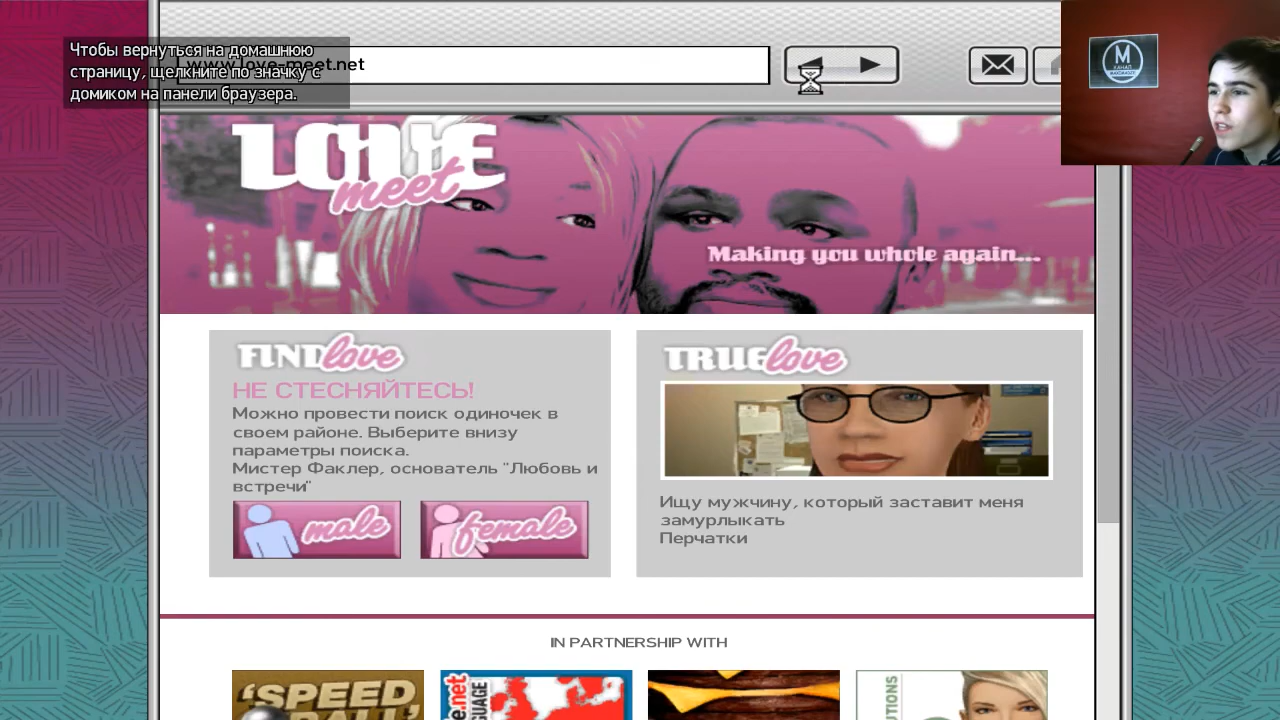 Чтобы вернуться на домашнюю
страницу, щелкните по значку с
домиком на панели браузера.
www.love-meet.net
М
КАНАЛ
LOVE
meet
Making you whole again...
FINDlove
НЕ СТЕСНЯЙТЕСЬ!
Можно провести поиск одиночек в
своем районе. Выберите внизу
параметры поиска.
Мистер Факлер, основатель "Любовь и
встречи"
male
female
TRUElove
Ищу мужчину, который заставит меня
замурлыкать
Перчатки
IN PARTNERSHIP WITH
'SPEED
BALL'